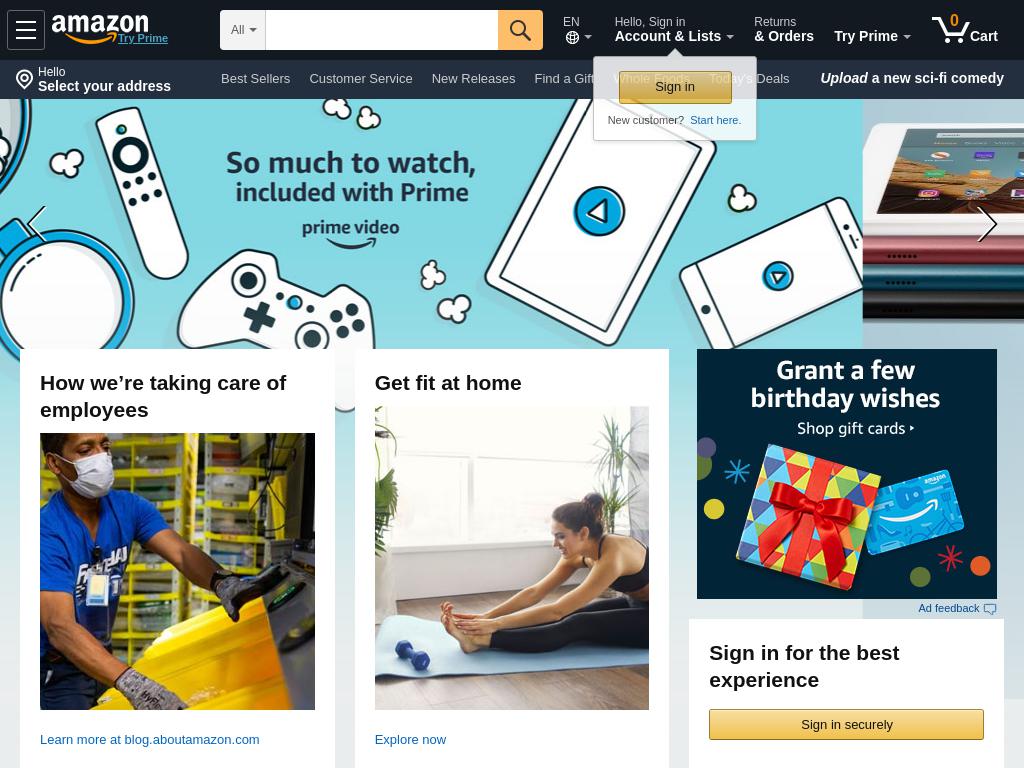 amazon
Try Prime
All
EN
Hello, Sign in
Account & Lists
Returns
& Orders
Try Prime
0
Cart
Hello
Select your address
Best Sellers
Customer Service
New Releases
Find a Gift
Whole Foods
Today's Deals
Upload a new sci-fi comedy
Sign in
New customer? Start here.
So much to watch,
included with Prime
prime video
How we're taking care of
employees
Learn more at blog.aboutamazon.com
Get fit at home
Explore now
Grant a few
birthday wishes
Shop gift cards
amazon
Ad feedback
Sign in for the best
experience
Sign in securely